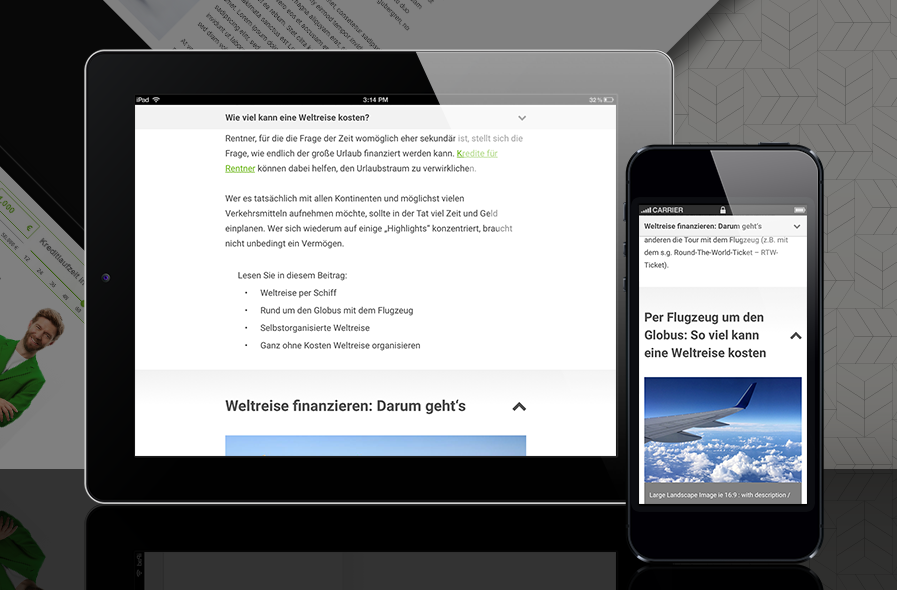 iPad
3:14 PM
32 %
Wie viel kann eine Weltreise kosten?
Rentner, für die die Frage der Zeit womöglich eher sekundär ist, stellt sich die
Frage, wie endlich der große Urlaub finanziert werden kann. Kredite für
Rentner können dabei helfen, den Urlaubstraum zu verwirklichen.
Wer es tatsächlich mit allen Kontinenten und möglichst vielen
Verkehrsmitteln aufnehmen möchte, sollte in der Tat viel Zeit und Geld
einplanen. Wer sich wiederum auf einige „Highlights" konzentriert, braucht
nicht unbedingt ein Vermögen.
Lesen Sie in diesem Beitrag:
• Weltreise per Schiff
• Rund um den Globus mit dem Flugzeug
• Selbstorganisierte Weltreise
• Ganz ohne Kosten Weltreise organisieren
Weltreise finanzieren: Darum geht's
CARRIER
Weltreise finanzieren: Darum geht's
anderen die Tour mit dem Flugzeug (z.B. mit
dem s.g. Round-The-World-Ticket – RTW-
Ticket).
Per Flugzeug um den
Globus: So viel kann
eine Weltreise kosten
Large Landscape Image ie 16:9 : with description /
Kreditlaufzeit
12
24
36
48